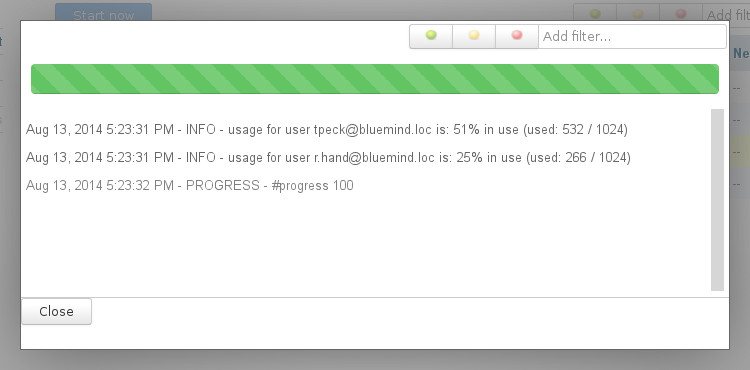 Start now
Add filt
Add filter...
Ne
Aug 13, 2014 5:23:31 PM - INFO - usage for user tpeck@bluemind.loc is: 51% in use (used: 532 / 1024)
Aug 13, 2014 5:23:31 PM - INFO - usage for user r.hand@bluemind.loc is: 25% in use (used: 266 / 1024)
Aug 13, 2014 5:23:32 PM - PROGRESS - #progress 100
--
--
--
--
Close